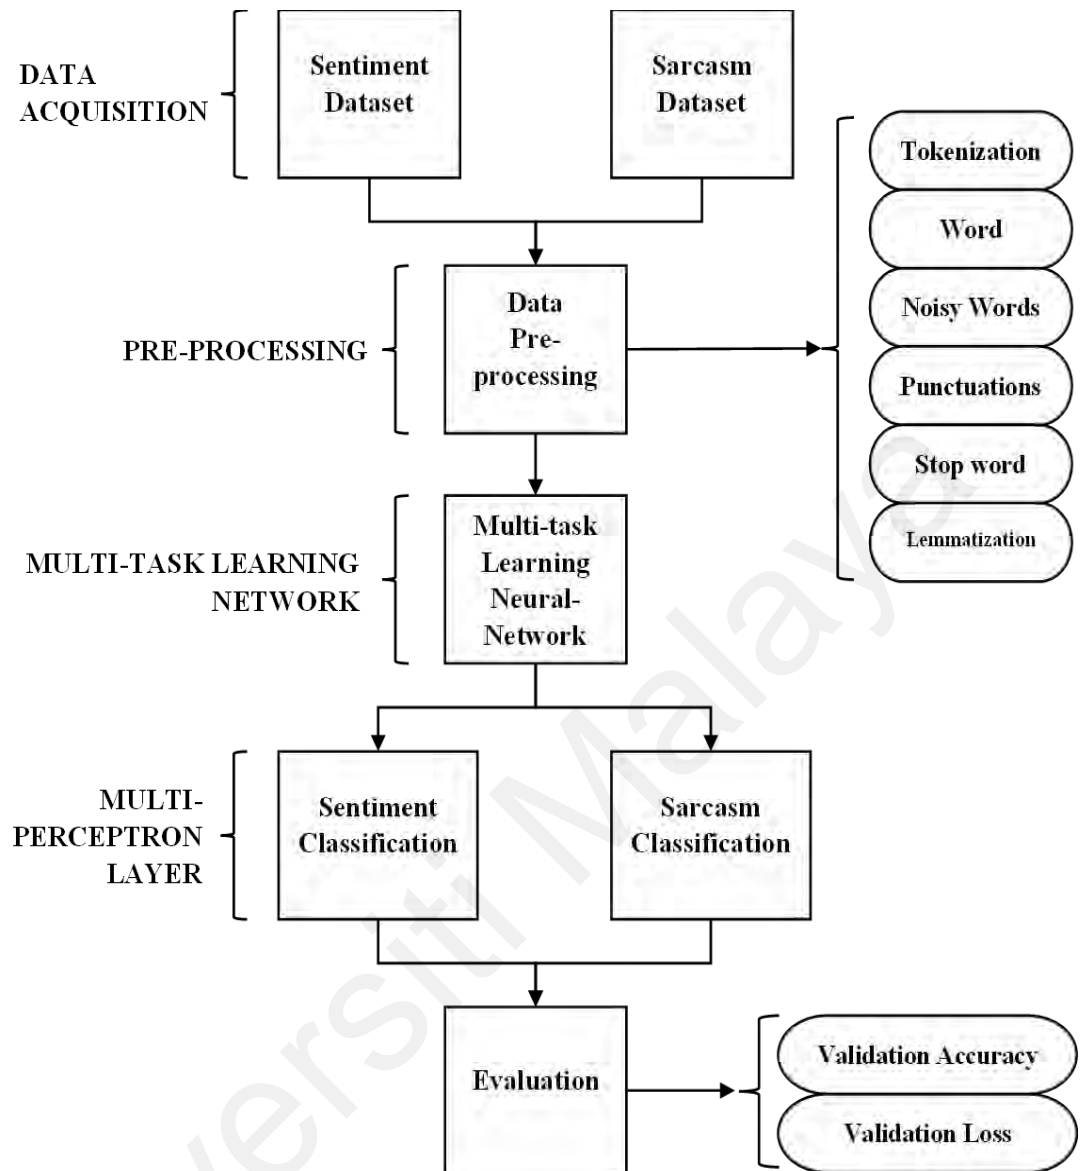 DATA
ACQUISITION
Sentiment
Dataset
Sarcasm
Dataset
Tokenization
Word
Noisy Words
Punctuations
Stop word
Lemmatization
PRE-PROCESSING
Data
Pre-
processing
MULTI-TASK LEARNING
NETWORK
Multi-task
Learning
Neural-
Network
MULTI-
PERCEPTRON
LAYER
Sentiment
Classification
Sarcasm
Classification
Evaluation
Validation Accuracy
Validation Loss
versiti Malaya